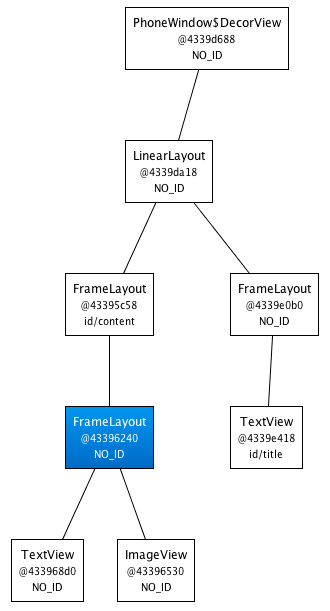 PhoneWindow$DecorView
@4339d688
NO_ID
LinearLayout
@4339da18
NO_ID
FrameLayout
@43395c58
id/content
FrameLayout
@4339e0b0
NO_ID
FrameLayout
@43396240
NO_ID
TextView
@4339e418
id/title
TextView
@433968d0
NO_ID
ImageView
@43396530
NO_ID